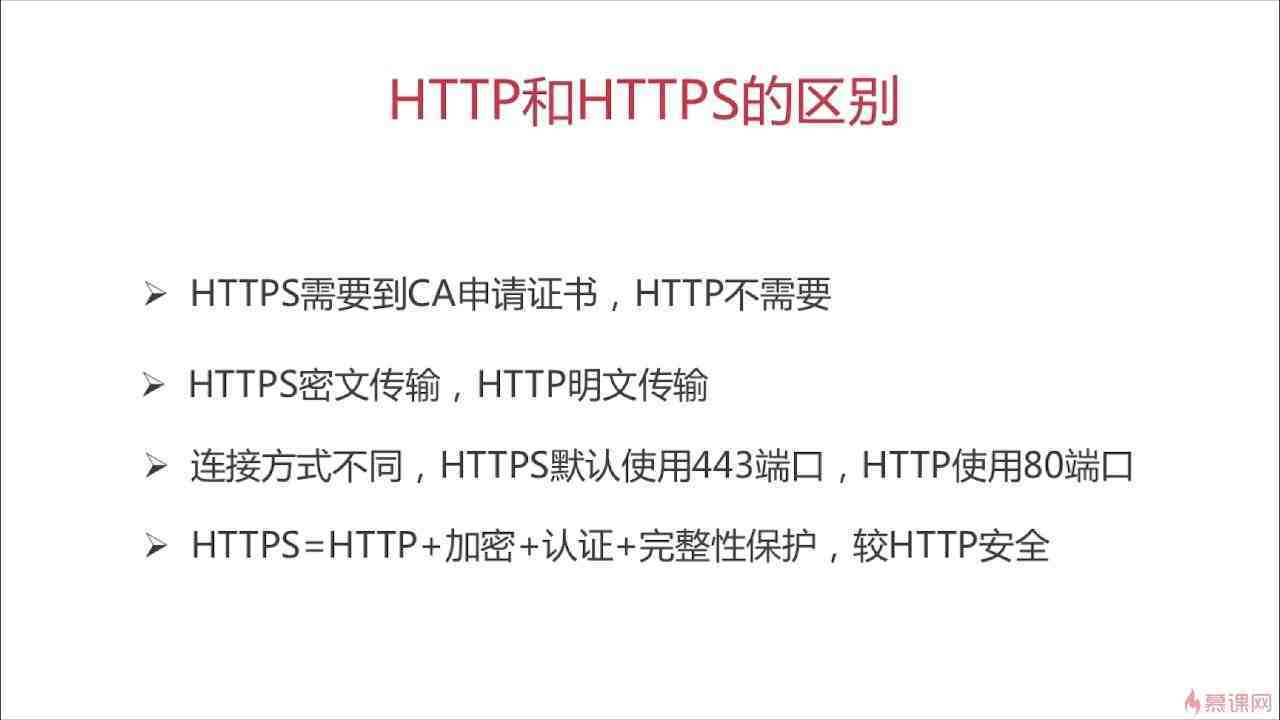 HTTP和HTTPS的区别
HTTPS需要到CA申请证书，HTTP不需要
HTTPS密文传输，HTTP明文传输
连接方式不同，HTTPS默认使用443端口，HTTP使用80端口
HTTPS=HTTP+加密+认证+完整性保护，较HTTP安全
慕课网